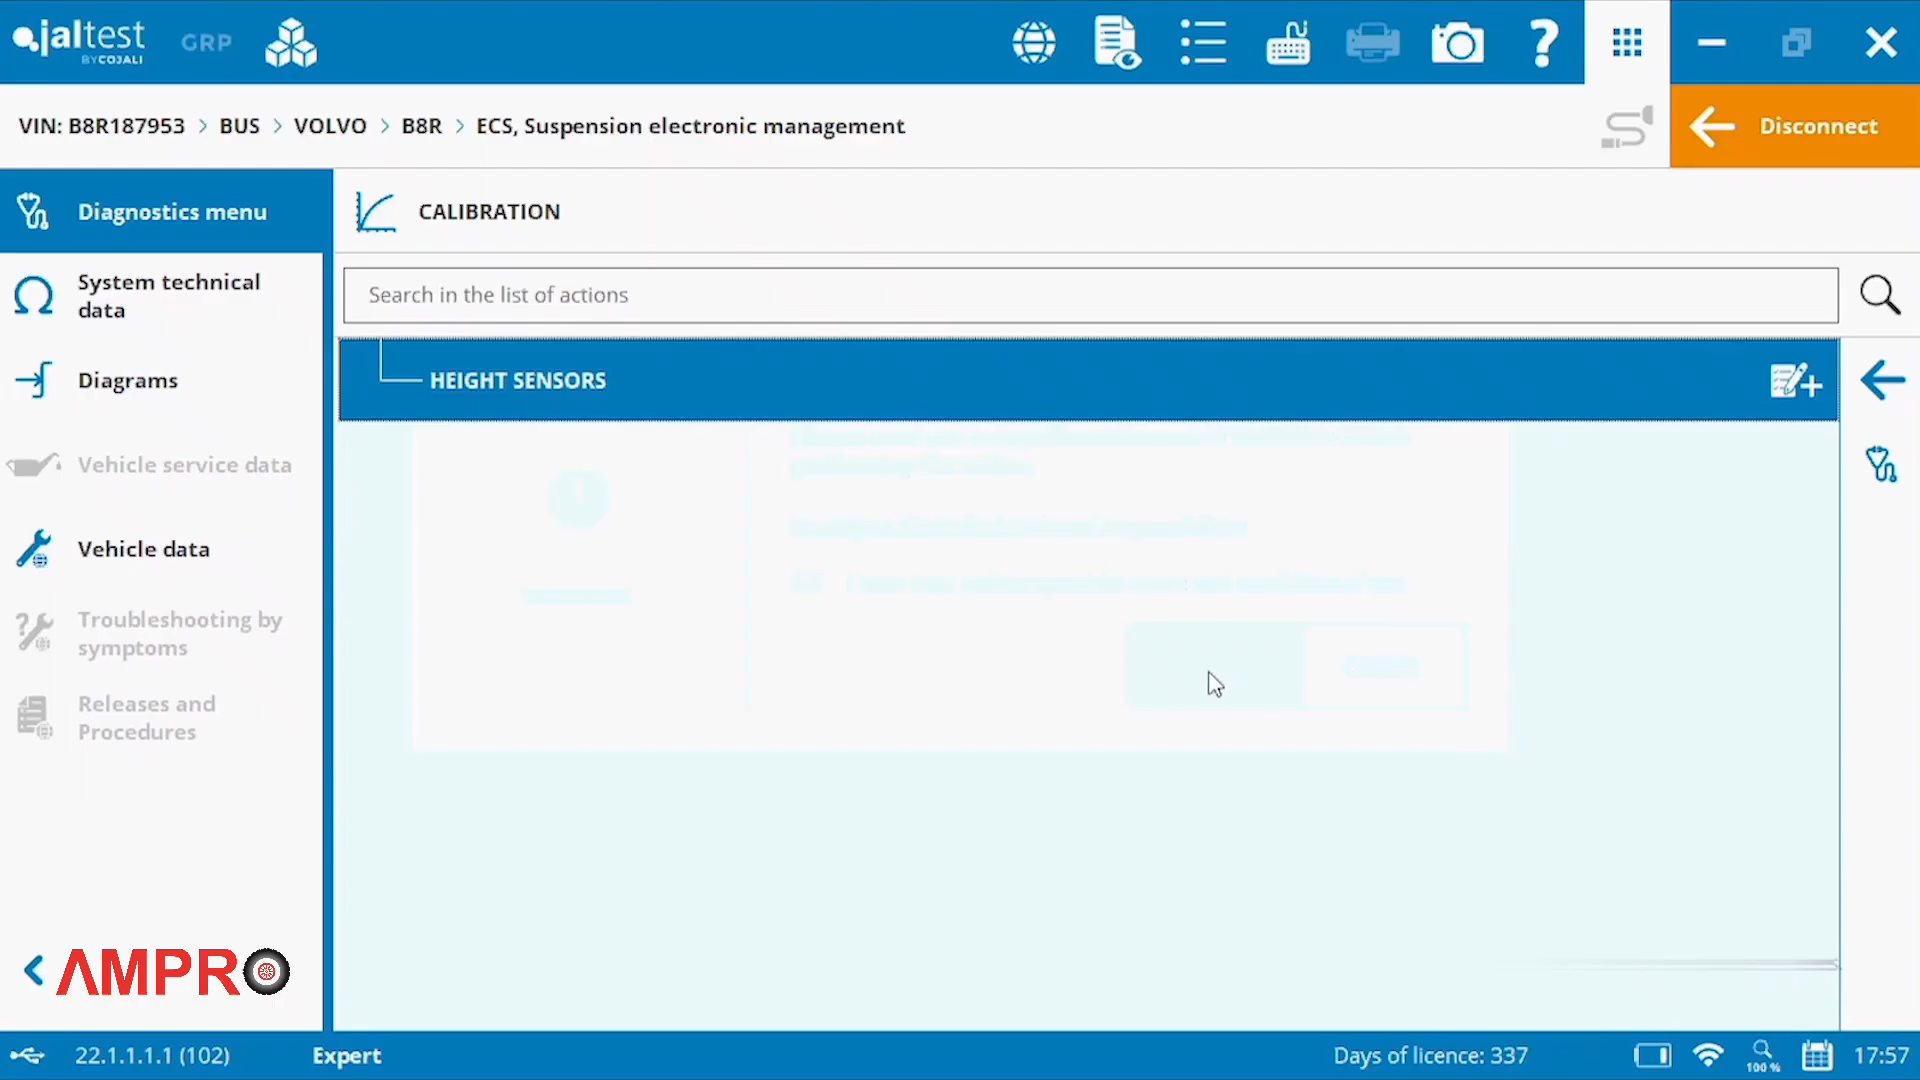 jaltest
BY COJALI
GRP
VIN: B8R187953 > BUS > VOLVO > B8R > ECS, Suspension electronic management
Disconnect
Diagnostics menu
CALIBRATION
System technical
data
Search in the list of actions
Diagrams
HEIGHT SENSORS
Vehicle service data
Vehicle data
Troubleshooting by
symptoms
Releases and
Procedures
AMPRO
22.1.1.1.1 (102)
Expert
Days of licence: 337
100 %
17:57